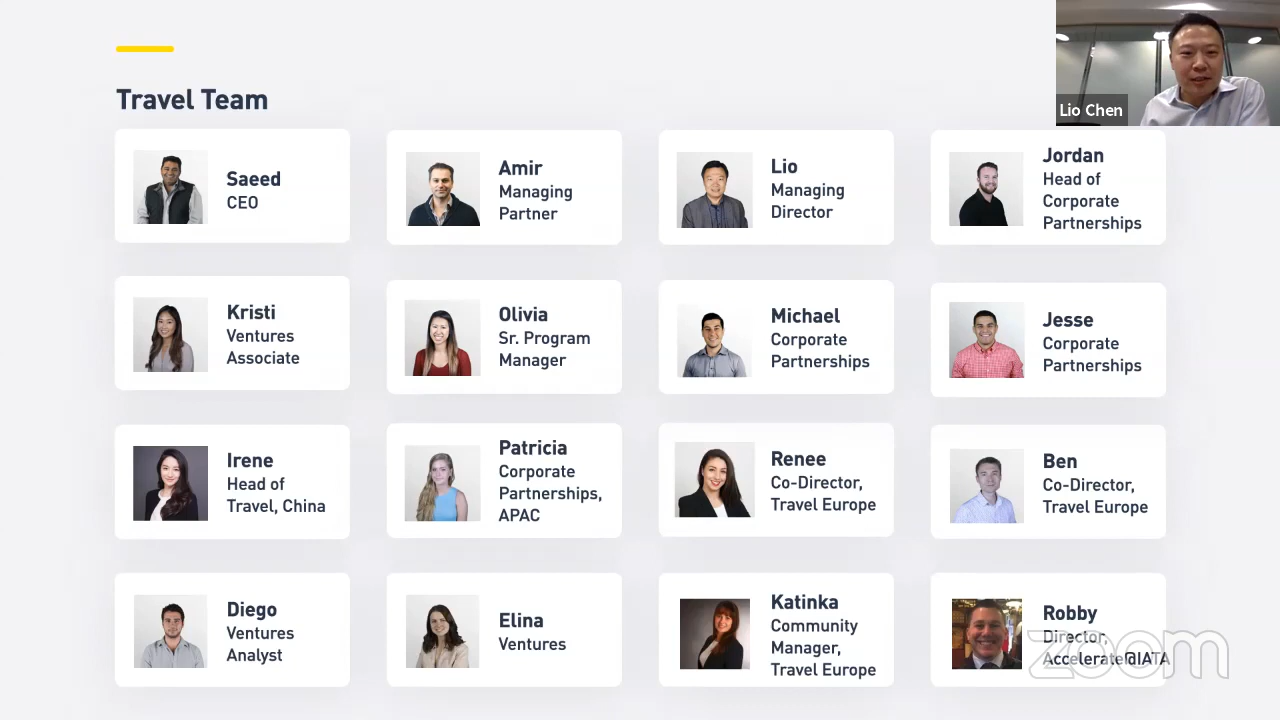 Travel Team
Lio Chen
Saeed
CEO
Amir
Managing
Partner
Lio
Managing
Director
Jordan
Head of
Corporate
Partnerships
Kristi
Ventures
Associate
Olivia
Sr. Program
Manager
Michael
Corporate
Partnerships
Jesse
Corporate
Partnerships
Irene
Head of
Travel, China
Patricia
Corporate
Partnerships,
APAC
Renee
Co-Director,
Travel Europe
Ben
Co-Director,
Travel Europe
Diego
Ventures
Analyst
Elina
Ventures
Katinka
Community
Manager,
Travel Europe
Robby
Director,
Accelerate@IATA
zoom